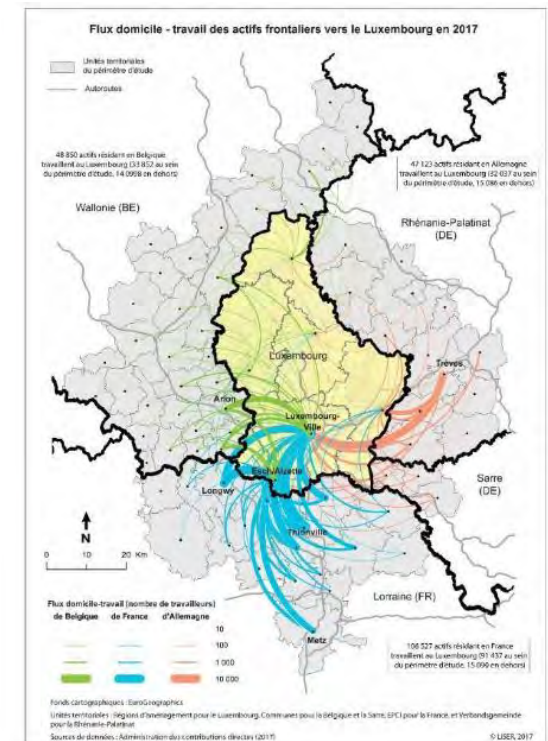 Flux domicile - travail des actifs frontaliers vers le Luxembourg en 2017
Unités territoriales
du périmètre d'étude
Autoroutes
48 850 actifs résidant en Belgique
travaillent au Luxembourg (33 852 au sein
du périmètre d'étude, 14 0998 en dehors)
47 123 actifs résidant en Allemagne
travaillent au Luxembourg (32 037 au sein
du périmètre d'étude, 15 086 en dehors)
Wallonie (BE)
Rhénanie-Palatinat
(DE)
Luxembourg
Trèves
Arlon
Luxembourg-
Ville
Esch/Alzette
Longwy
Sarre
(DE)
Thionville
N
0 10 20 Km
Lorraine (FR)
Metz
Flux domicile-travail (nombre de travailleurs)
de Belgique de France d'Allemagne
10
100
1 000
10 000
106 527 actifs résidant en France
travaillent au Luxembourg (91 437 au sein
du périmètre d'étude, 15 090 en dehors)
Fonds cartographiques : EuroGeographics
Unités territoriales : Régions d'aménagement pour le Luxembourg, Communes pour la Belgique et la Sarre, EPCI pour la France, et Verbandsgemeinde
pour la Rhénanie-Palatinat
Sources de données : Administration des contributions directes (2017)
© LISER, 2017